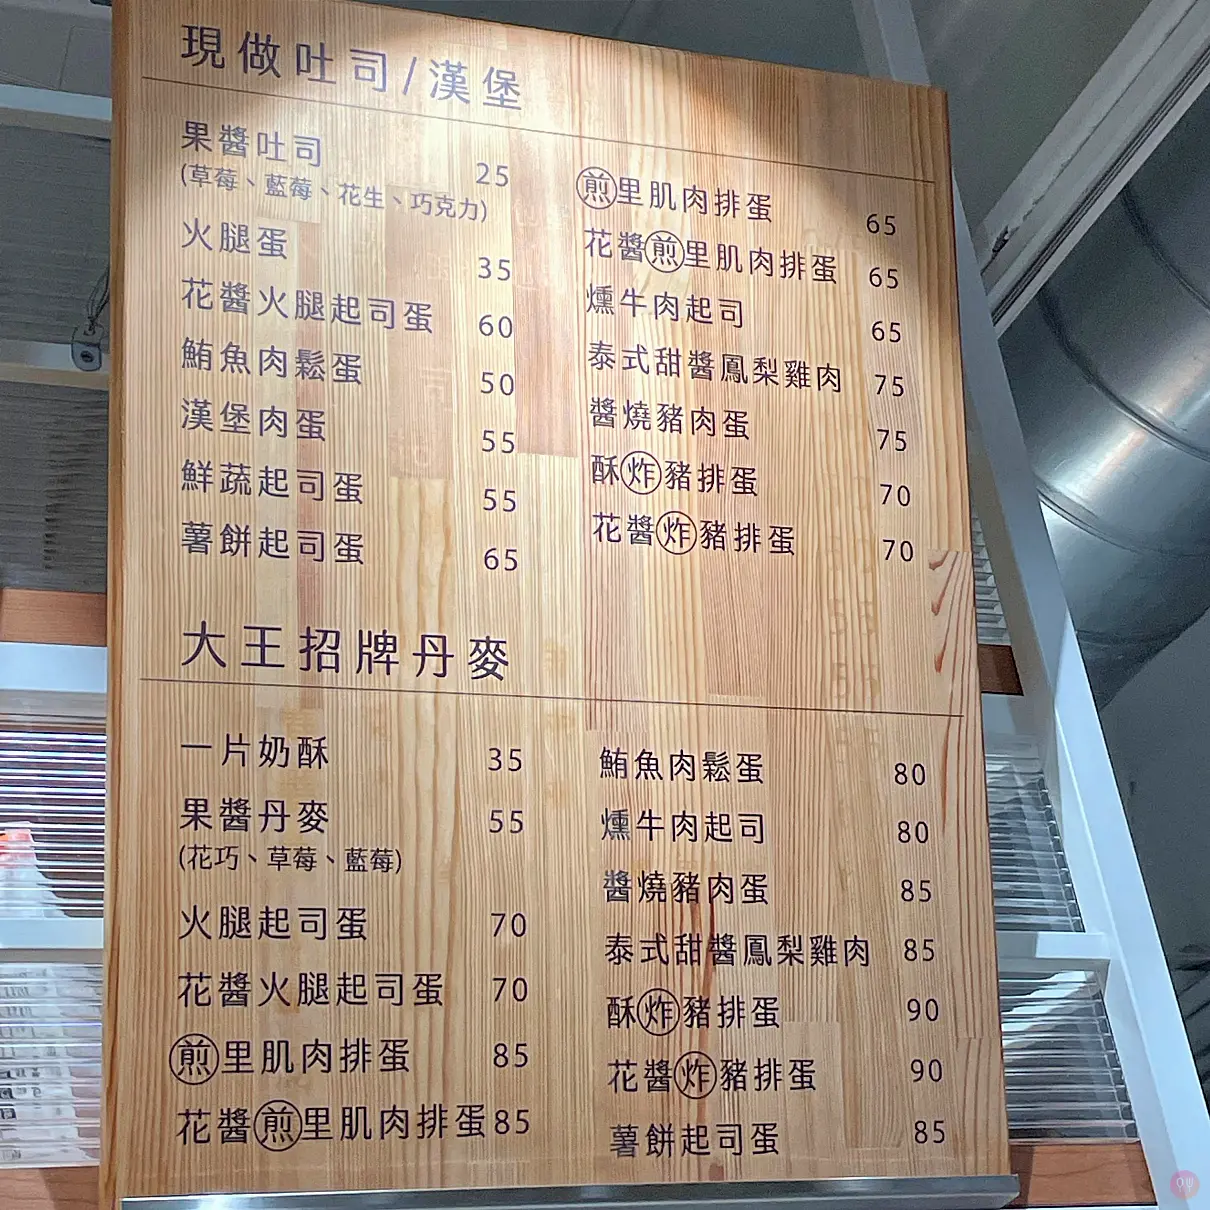 現做吐司/漢堡
果醬吐司 25
(草莓、藍莓、花生、巧克力)
火腿蛋 35
花醬火腿起司蛋 60
鮪魚肉鬆蛋 50
漢堡肉蛋 55
鮮蔬起司蛋 55
薯餅起司蛋 65
煎里肌肉排蛋 65
花醬煎里肌肉排蛋 65
燻牛肉起司 65
泰式甜醬鳳梨雞肉 75
醬燒豬肉蛋 75
酥炸豬排蛋 70
花醬炸豬排蛋 70
大王招牌丹麥
一片奶酥 35
果醬丹麥 55
(花巧、草莓、藍莓)
火腿起司蛋 70
花醬火腿起司蛋 70
煎里肌肉排蛋 85
花醬煎里肌肉排蛋 85
鮪魚肉鬆蛋 80
燻牛肉起司 80
醬燒豬肉蛋 85
泰式甜醬鳳梨雞肉 85
酥炸豬排蛋 90
花醬炸豬排蛋 90
薯餅起司蛋 85